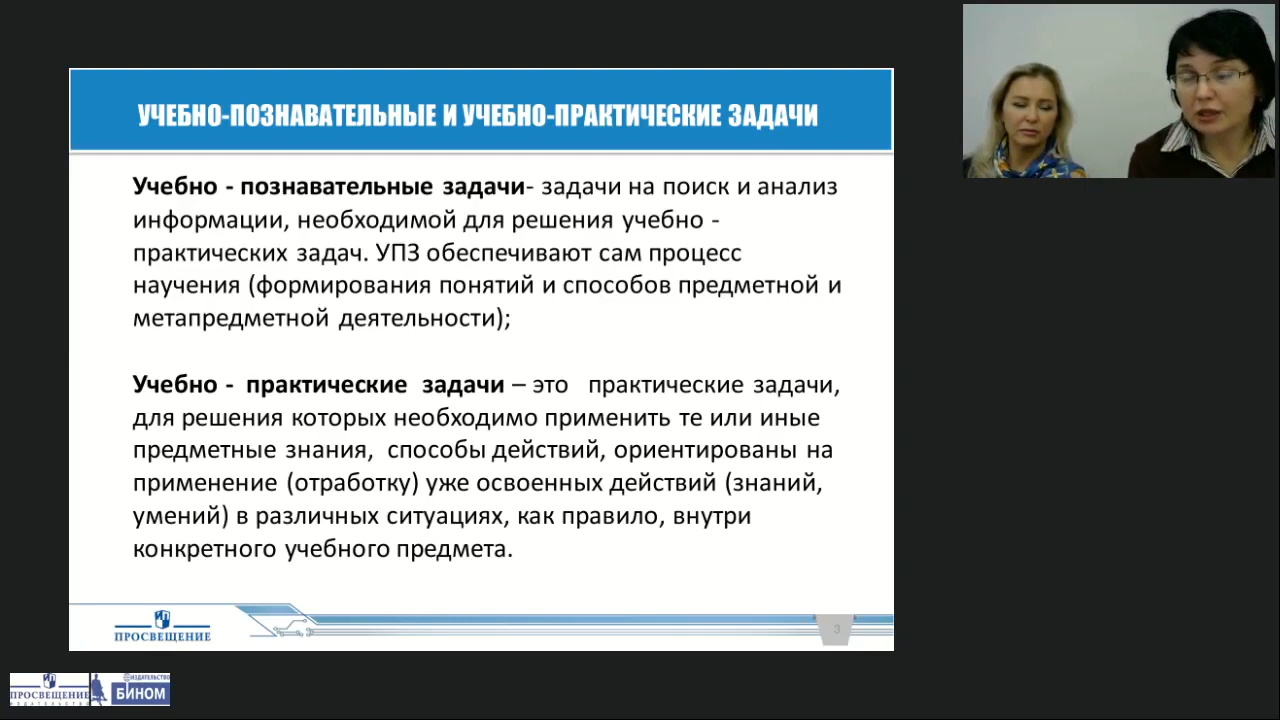 УЧЕБНО-ПОЗНАВАТЕЛЬНЫЕ И УЧЕБНО-ПРАКТИЧЕСКИЕ ЗАДАЧИ
Учебно - познавательные задачи- задачи на поиск и анализ
информации, необходимой для решения учебно -
практических задач. УПЗ обеспечивают сам процесс
научения (формирования понятий и способов предметной и
метапредметной деятельности);
Учебно - практические задачи – это практические задачи,
для решения которых необходимо применить те или иные
предметные знания, способы действий, ориентированы на
применение (отработку) уже освоенных действий (знаний,
умений) в различных ситуациях, как правило, внутри
конкретного учебного предмета.
ПРОСВЕЩЕНИЕ
3
ПРОСВЕЩЕНИЕ
ИЗДАТЕЛЬСТВО
ИЗДАТЕЛЬСТВО
БИНОМ